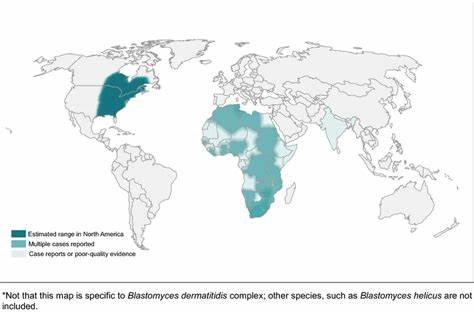 Estimated range in North America
Multiple cases reported
Case reports or poor-quality evidence
*Not that this map is specific to Blastomyces dermatitidis complex; other species, such as Blastomyces helicus are not
included.